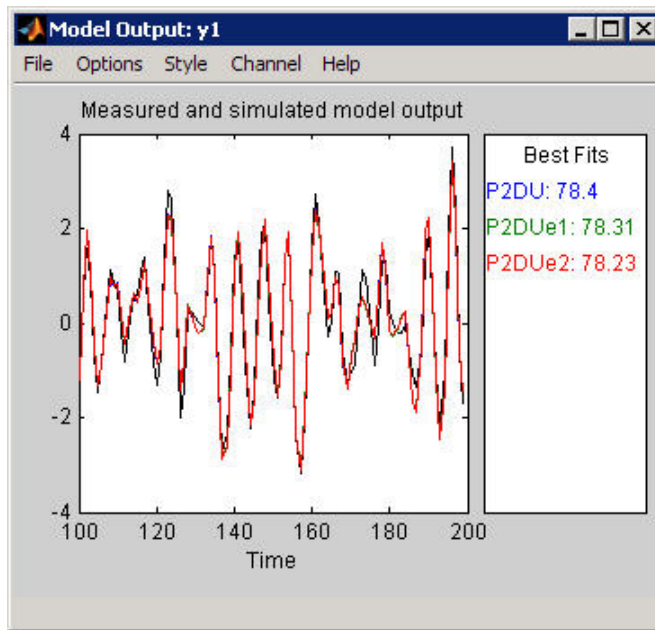 Model Output: y1
File Options Style Channel Help
Measured and simulated model output
4
2
0
-2
-4
100 120 140 160 180 200
Time
Best Fits
P2DU: 78.4
P2DUe1: 78.31
P2DUe2: 78.23